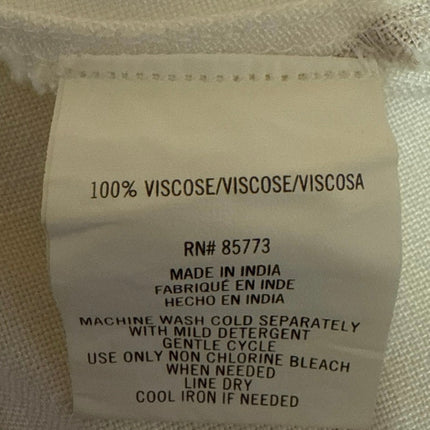 100% VISCOSE/VISCOSE/VISCOSA
RN# 85773
MADE IN INDIA
FABRIQUÉ EN INDE
HECHO EN INDIA
MACHINE WASH COLD SEPARATELY
WITH MILD DETERGENT
GENTLE CYCLE
USE ONLY NON CHLORINE BLEACH
WHEN NEEDED
LINE DRY
COOL IRON IF NEEDED